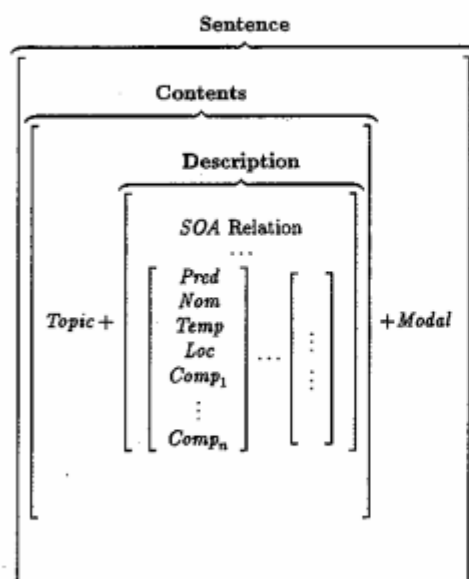 Sentence
Contents
Description
SOA Relation
...
Pred
Nom
Temp
Topic + Loc ... ⋮ + Modal
Comp₁
⋮
Compₙ